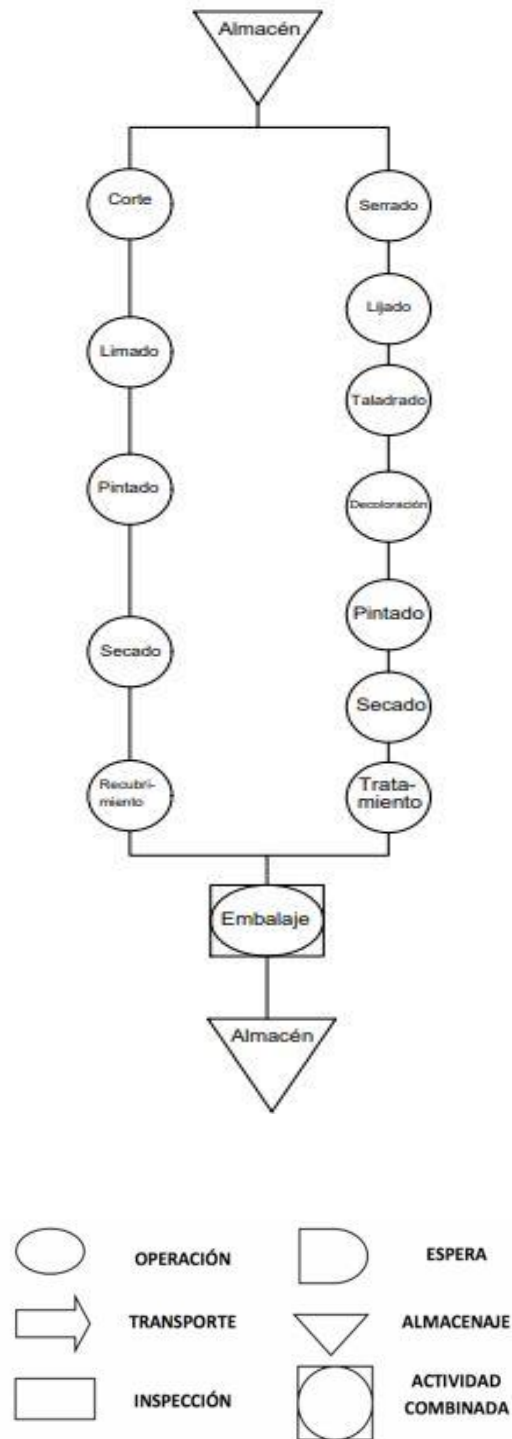 Almacén
Corte
Limado
Pintado
Secado
Recubri-
miento
Serrado
Lijado
Taladrado
Decoloración
Pintado
Secado
Trata-
miento
Embalaje
Almacén
OPERACIÓN
ESPERA
TRANSPORTE
ALMACENAJE
INSPECCIÓN
ACTIVIDAD
COMBINADA